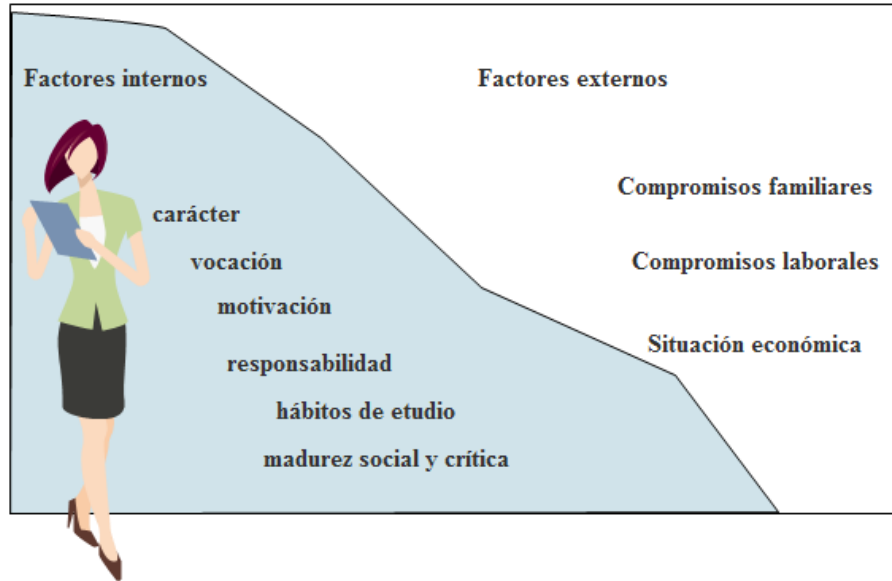 Factores internos
Factores externos
Compromisos familiares
carácter
vocación
Compromisos laborales
motivación
Situación económica
responsabilidad
hábitos de etudio
madurez social y crítica